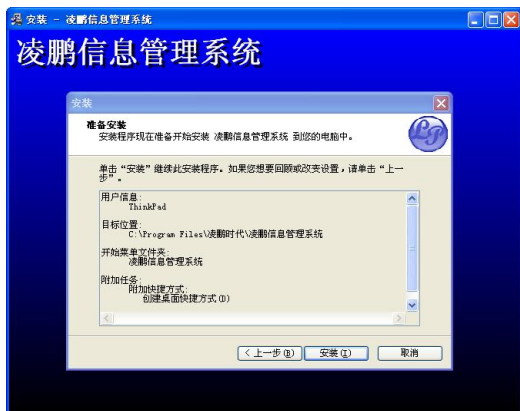 安装 - 凌鹏信息管理系统
凌鹏信息管理系统
安装
准备安装
安装程序现在准备开始安装 凌鹏信息管理系统 到您的电脑中。
LP
单击“安装”继续此安装程序。如果您想要回顾或改变设置，请单击“上一
步”。
用户信息:
ThinkPad
目标位置:
C:\Program Files\凌鹏时代\凌鹏信息管理系统
开始菜单文件夹:
凌鹏信息管理系统
附加任务:
附加快捷方式:
创建桌面快捷方式(D)
< 上一步(B)
安装(I)
取消